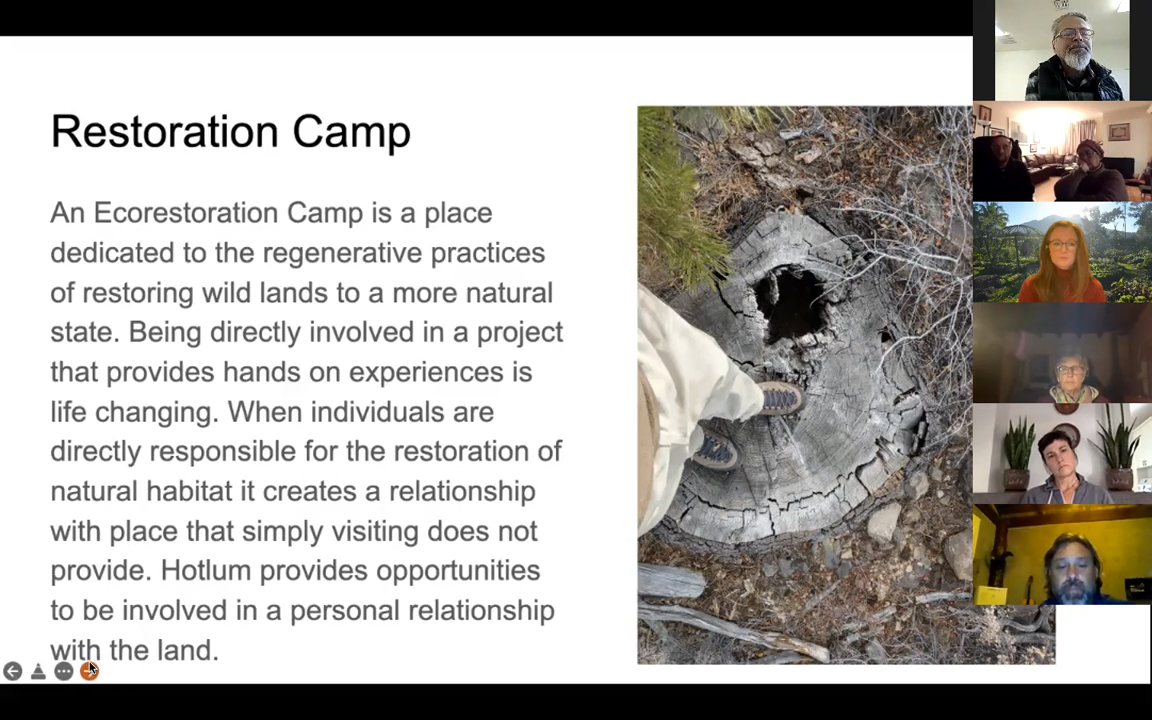 Restoration Camp
An Ecorestoration Camp is a place
dedicated to the regenerative practices
of restoring wild lands to a more natural
state. Being directly involved in a project
that provides hands on experiences is
life changing. When individuals are
directly responsible for the restoration of
natural habitat it creates a relationship
with place that simply visiting does not
provide. Hotlum provides opportunities
to be involved in a personal relationship
with the land.